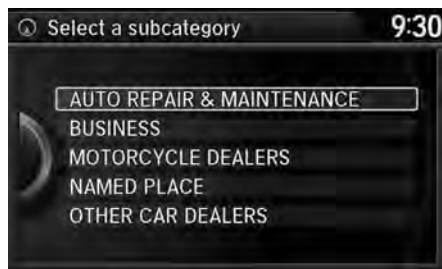 Select a subcategory 9:30
AUTO REPAIR & MAINTENANCE
BUSINESS
MOTORCYCLE DEALERS
NAMED PLACE
OTHER CAR DEALERS